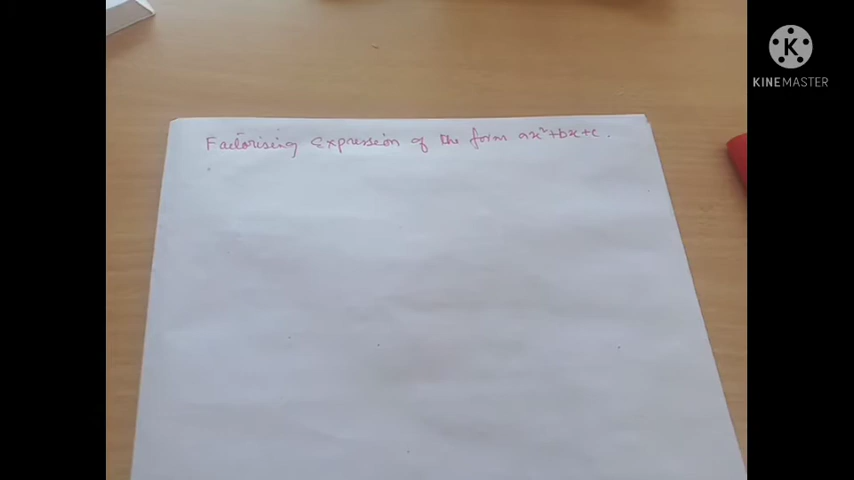 Factorising Expression of the form ax²+bx+c.
K
KINEMASTER